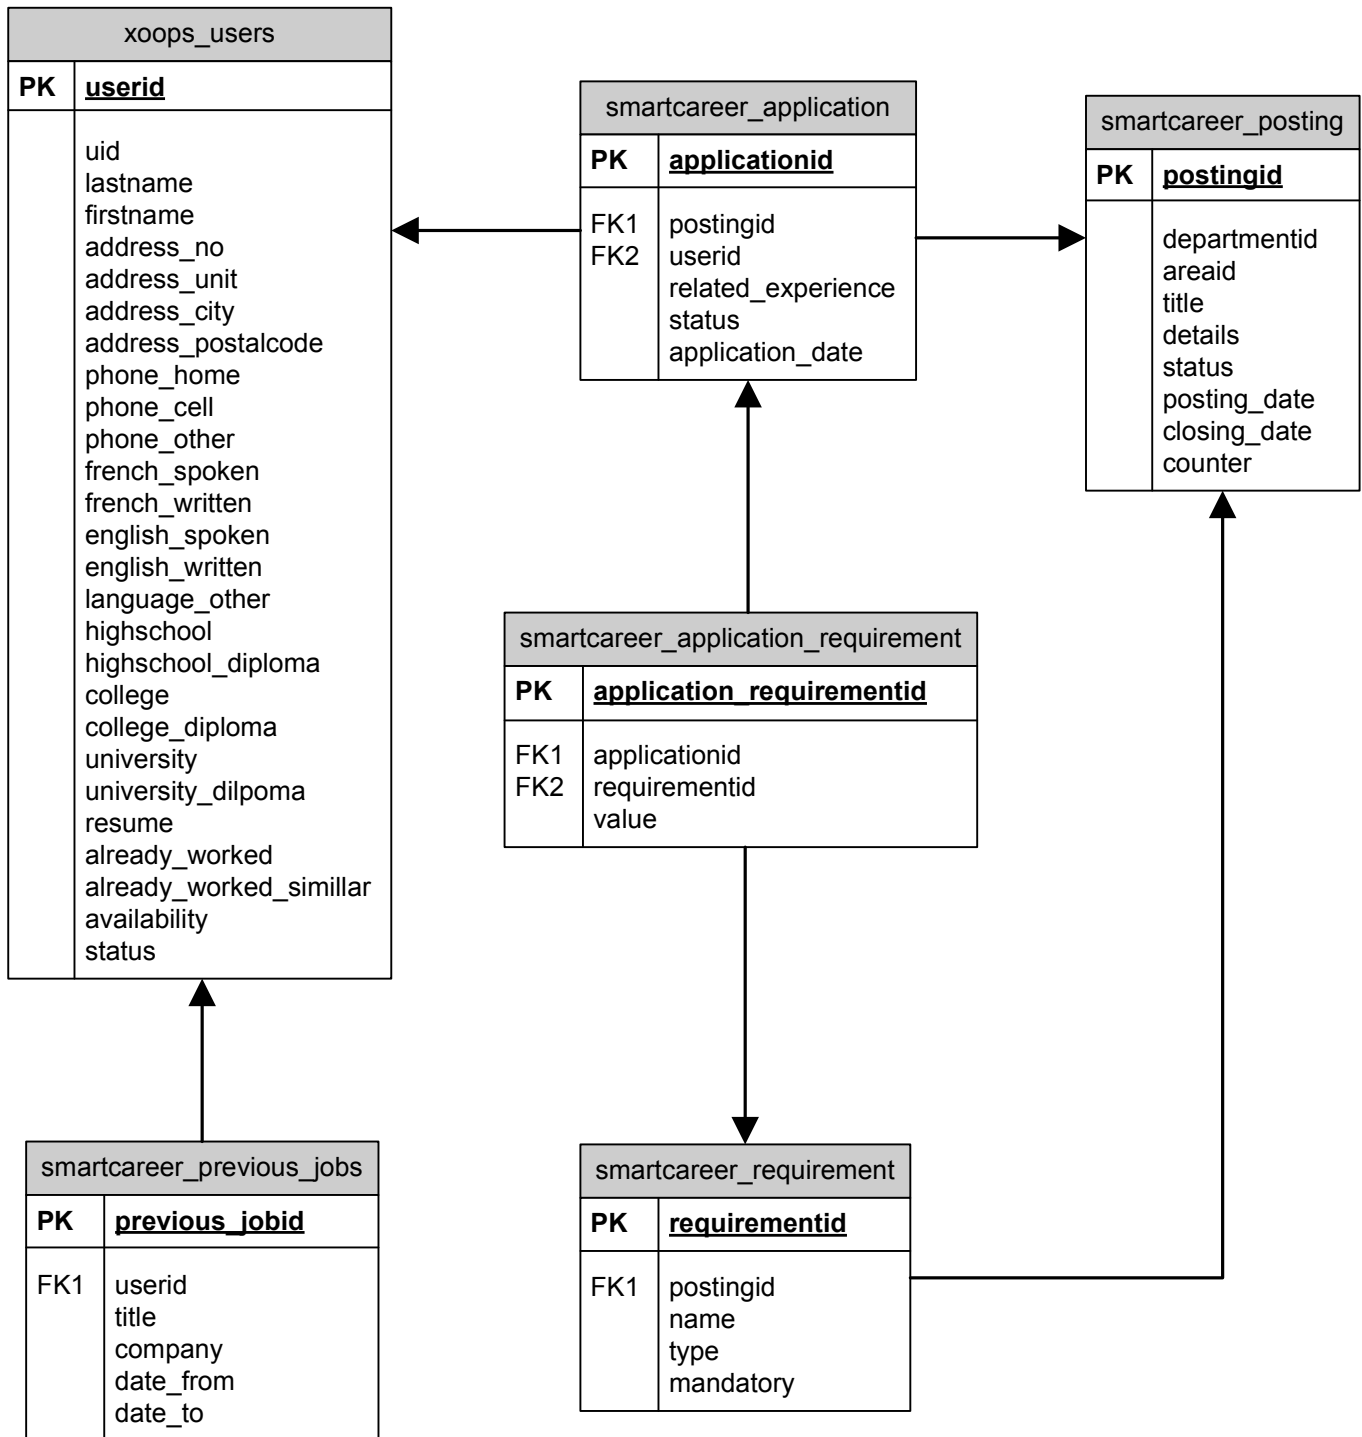 xoops_users
PK userid
uid
lastname
firstname
address_no
address_unit
address_city
address_postalcode
phone_home
phone_cell
phone_other
french_spoken
french_written
english_spoken
english_written
language_other
highschool
highschool_diploma
college
college_diploma
university
university_dilpoma
resume
already_worked
already_worked_simillar
availability
status
smartcareer_application
PK applicationid
FK1 postingid
FK2 userid
related_experience
status
application_date
smartcareer_posting
PK postingid
departmentid
areaid
title
details
status
posting_date
closing_date
counter
smartcareer_application_requirement
PK application_requirementid
FK1 applicationid
FK2 requirementid
value
smartcareer_previous_jobs
PK previous_jobid
FK1 userid
title
company
date_from
date_to
smartcareer_requirement
PK requirementid
FK1 postingid
name
type
mandatory